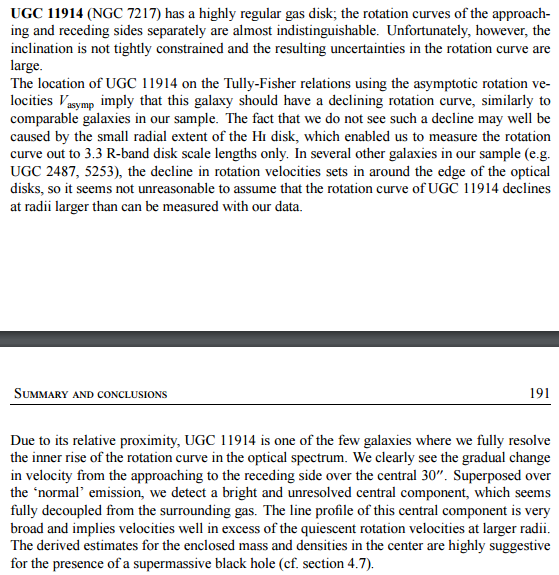 UGC 11914 (NGC 7217) has a highly regular gas disk; the rotation curves of the approach-
ing and receding sides separately are almost indistinguishable. Unfortunately, however, the
inclination is not tightly constrained and the resulting uncertainties in the rotation curve are
large.
The location of UGC 11914 on the Tully-Fisher relations using the asymptotic rotation ve-
locities Vasymp imply that this galaxy should have a declining rotation curve, similarly to
comparable galaxies in our sample. The fact that we do not see such a decline may well be
caused by the small radial extent of the HI disk, which enabled us to measure the rotation
curve out to 3.3 R-band disk scale lengths only. In several other galaxies in our sample (e.g.
UGC 2487, 5253), the decline in rotation velocities sets in around the edge of the optical
disks, so it seems not unreasonable to assume that the rotation curve of UGC 11914 declines
at radii larger than can be measured with our data.
SUMMARY AND CONCLUSIONS 191
Due to its relative proximity, UGC 11914 is one of the few galaxies where we fully resolve
the inner rise of the rotation curve in the optical spectrum. We clearly see the gradual change
in velocity from the approaching to the receding side over the central 30″. Superposed over
the ‘normal’ emission, we detect a bright and unresolved central component, which seems
fully decoupled from the surrounding gas. The line profile of this central component is very
broad and implies velocities well in excess of the quiescent rotation velocities at larger radii.
The derived estimates for the enclosed mass and densities in the center are highly suggestive
for the presence of a supermassive black hole (cf. section 4.7).